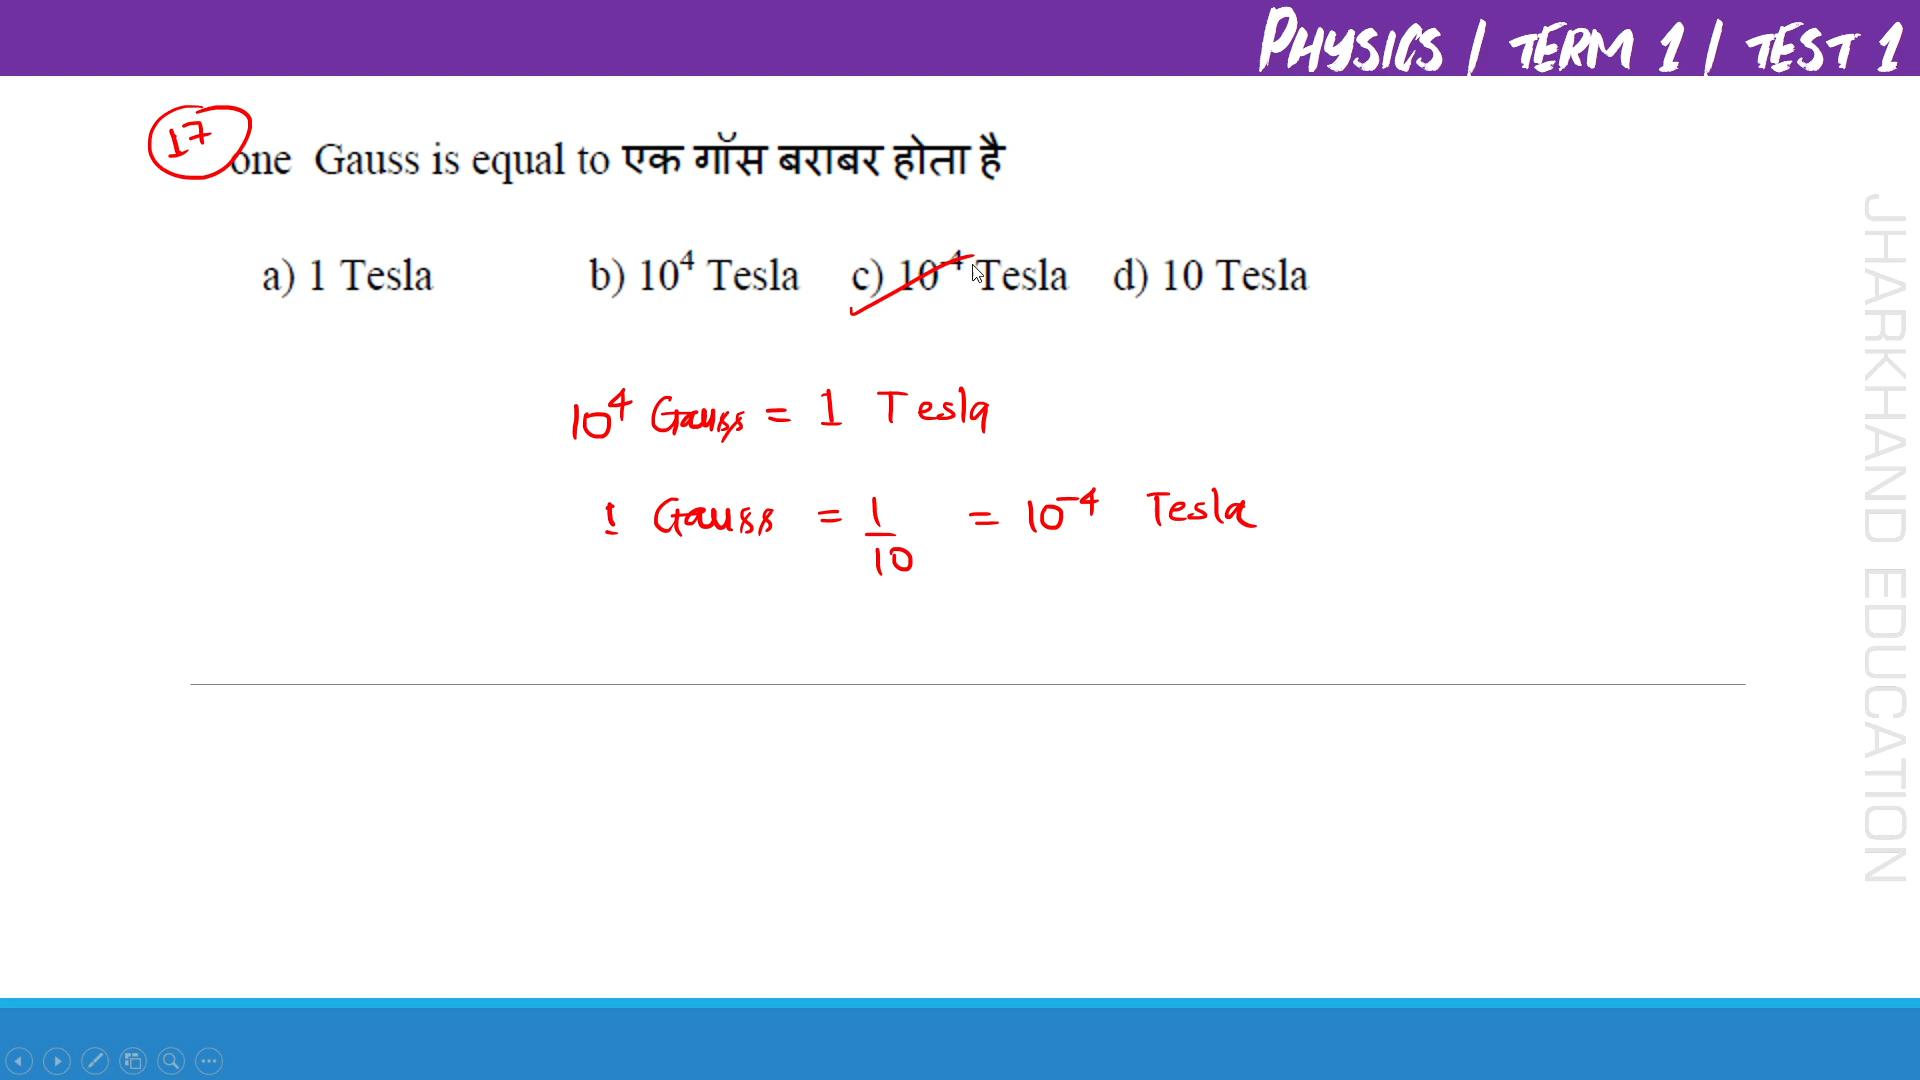 PHYSICS | TERM 1 | TEST 1
17
one Gauss is equal to एक गॉस बराबर होता है
a) 1 Tesla b) 10⁴ Tesla c) 10⁻⁴ Tesla d) 10 Tesla
10⁴ Gauss = 1 Tesla
1 Gauss = 1/10 = 10⁻⁴ Tesla
JHARKHAND EDUCATION